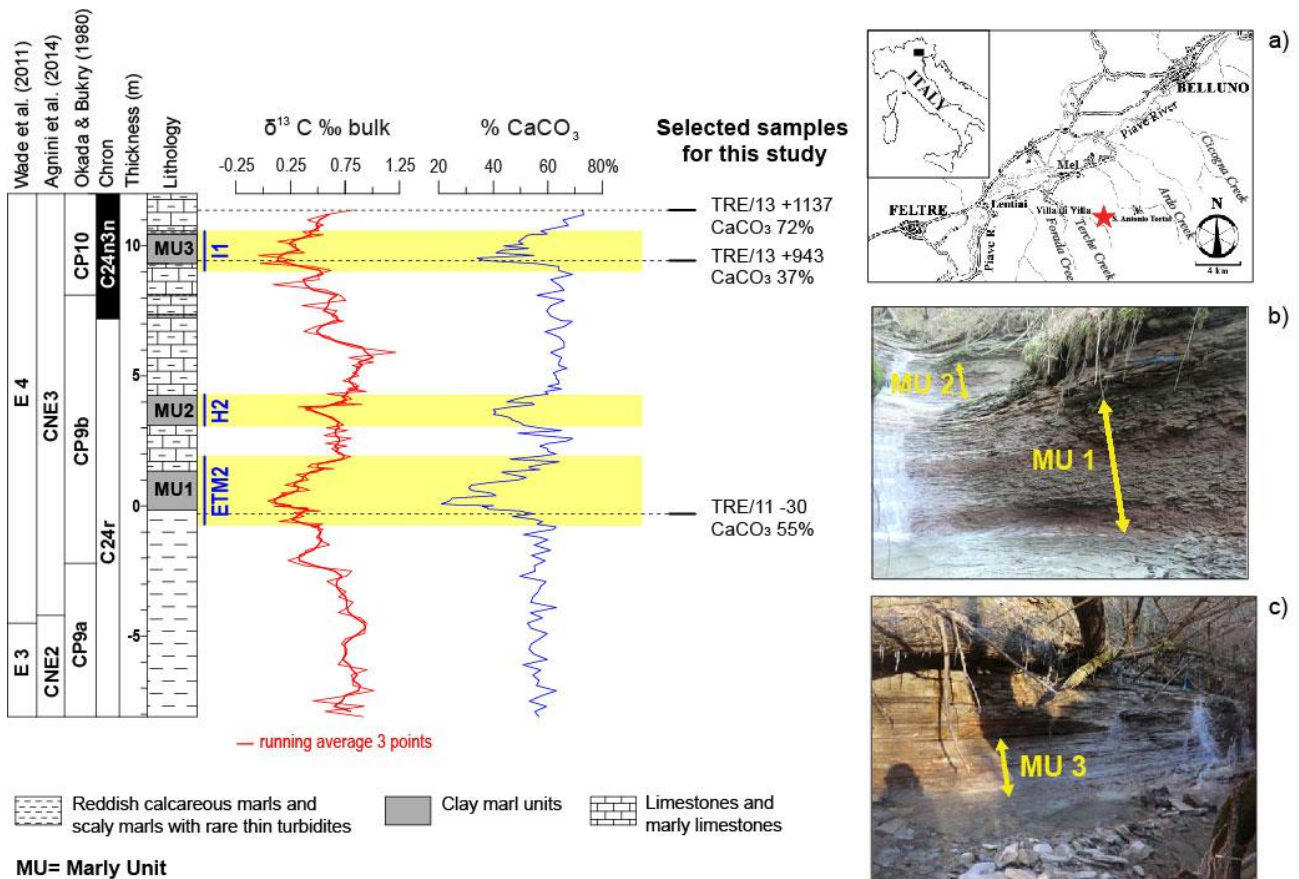 Wade et al. (2011)
Agnini et al. (2014)
Okada & Bukry (1980)
Chron
Thickness (m)
Lithology
δ¹³ C ‰ bulk
% CaCO₃
Selected samples
for this study
-0.25 0.25 0.75 1.25
20 40 60 80%
E 4
E 3
CNE3
CNE2
CP10
CP9b
CP9a
C24n3n
C24r
10
5
0
-5
MU3
MU2
MU1
I1
H2
ETM2
TRE/13 +1137
CaCO₃ 72%
TRE/13 +943
CaCO₃ 37%
TRE/11 -30
CaCO₃ 55%
— running average 3 points
Reddish calcareous marls and
scaly marls with rare thin turbidites
Clay marl units
Limestones and
marly limestones
MU= Marly Unit
a)
ITALY
BELLUNO
Piave River
Cicogna Creek
Mel
Ardo Creek
N
FELTRE
Lentiai
Villa di Villa
S. Antonio Tortal
Terche Creek
Forada Creek
Piave R.
4 km
b)
MU 2
MU 1
c)
MU 3